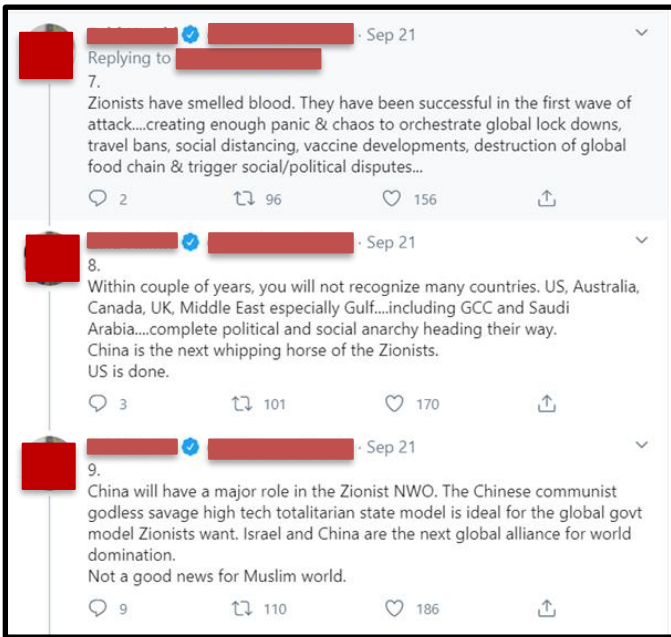 · Sep 21
Replying to
7.
Zionists have smelled blood. They have been successful in the first wave of
attack....creating enough panic & chaos to orchestrate global lock downs,
travel bans, social distancing, vaccine developments, destruction of global
food chain & trigger social/political disputes...
2 96 156
· Sep 21
8.
Within couple of years, you will not recognize many countries. US, Australia,
Canada, UK, Middle East especially Gulf....including GCC and Saudi
Arabia....complete political and social anarchy heading their way.
China is the next whipping horse of the Zionists.
US is done.
3 101 170
· Sep 21
9.
China will have a major role in the Zionist NWO. The Chinese communist
godless savage high tech totalitarian state model is ideal for the global govt
model Zionists want. Israel and China are the next global alliance for world
domination.
Not a good news for Muslim world.
9 110 186